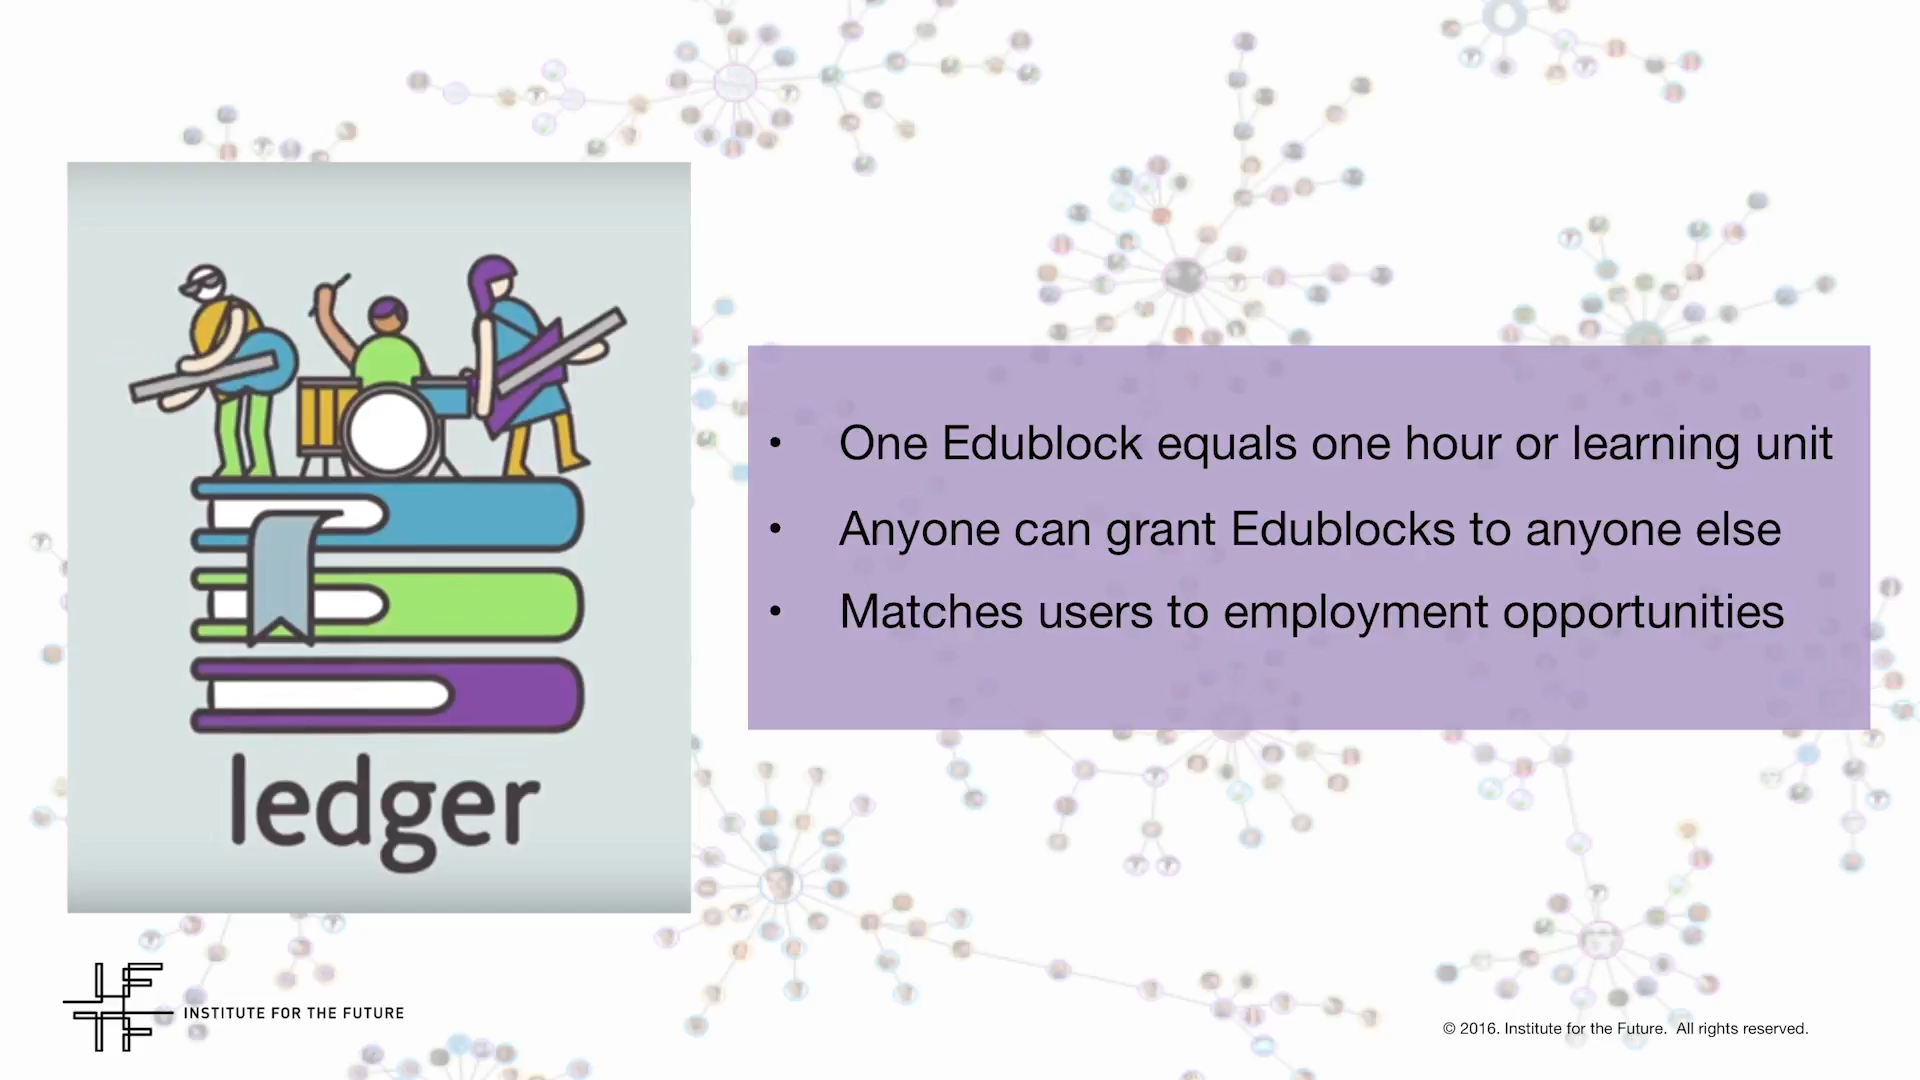 ledger
• One Edublock equals one hour or learning unit
• Anyone can grant Edublocks to anyone else
• Matches users to employment opportunities
INSTITUTE FOR THE FUTURE
© 2016. Institute for the Future. All rights reserved.